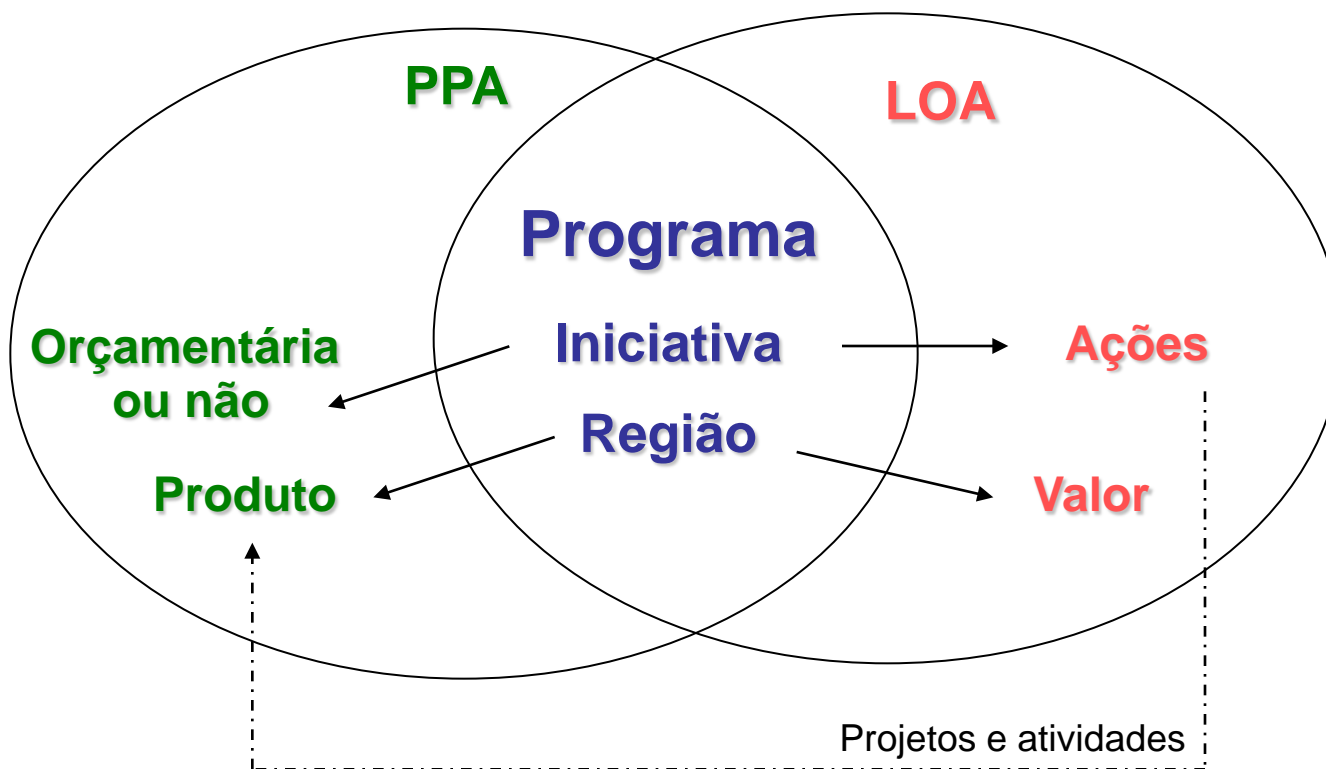 PPA
LOA
Programa
Orçamentária
ou não
Iniciativa
Ações
Região
Produto
Valor
Projetos e atividades